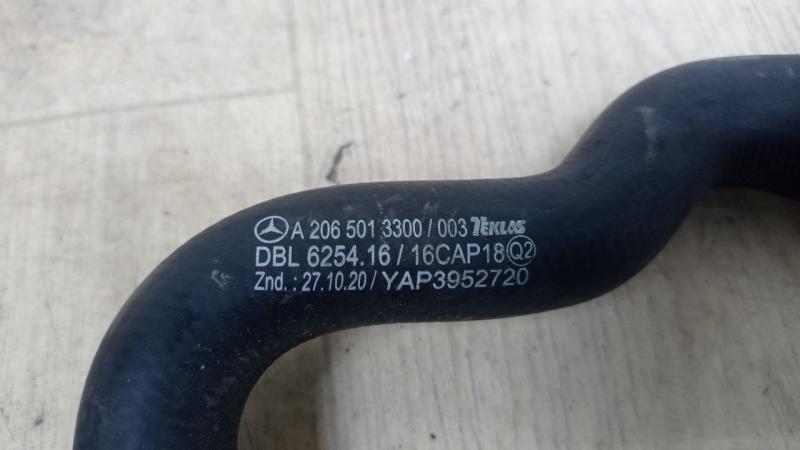 A 206 501 3300 / 003 TEKLAS
DBL 6254.16 / 16CAP18 Q2
Znd. : 27.10.20 / YAP3952720